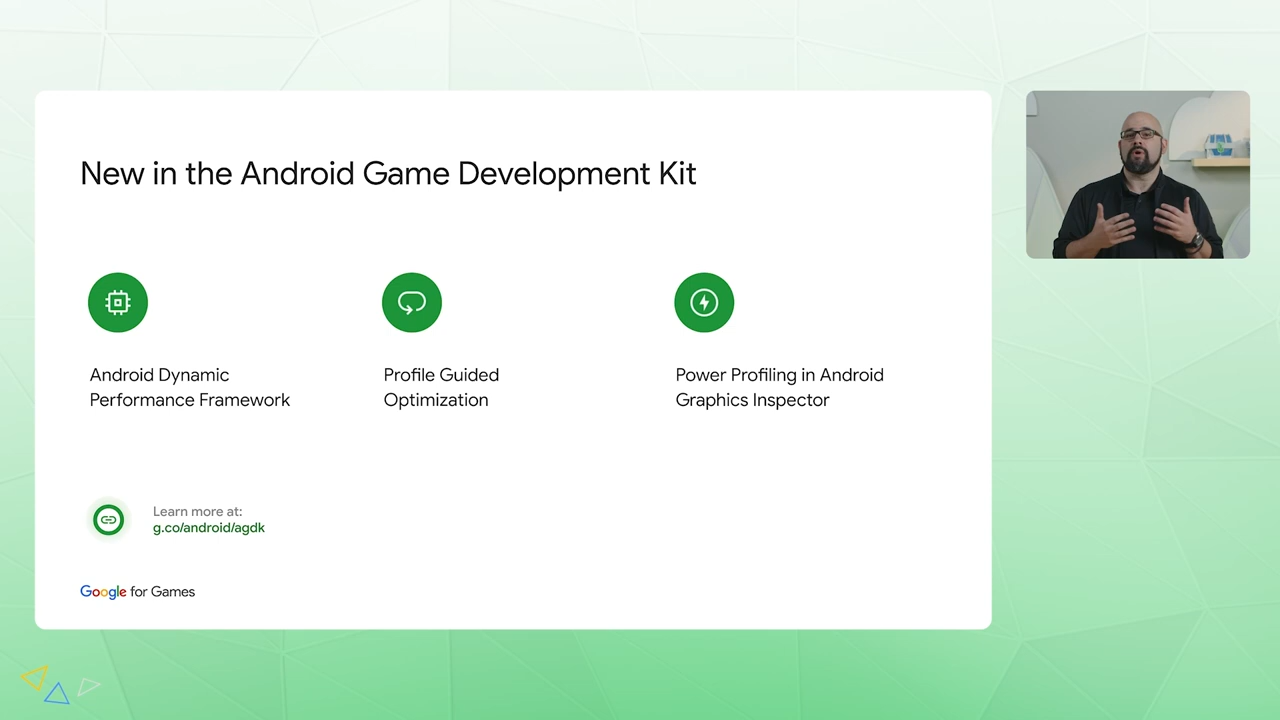 New in the Android Game Development Kit
Android Dynamic
Performance Framework
Profile Guided
Optimization
Power Profiling in Android
Graphics Inspector
Learn more at:
g.co/android/agdk
Google for Games